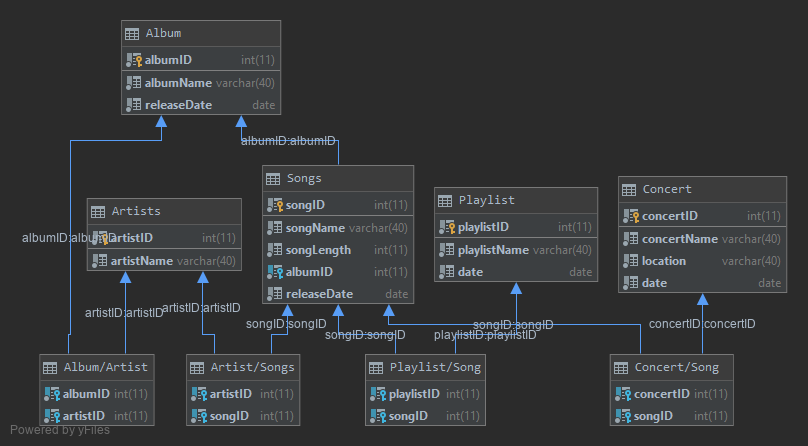 Album
albumID int(11)
albumName varchar(40)
releaseDate date
albumID:albumID
Songs
songID int(11)
songName varchar(40)
songLength int(11)
albumID int(11)
releaseDate date
Artists
artistID int(11)
artistName varchar(40)
Playlist
playlistID int(11)
playlistName varchar(40)
date date
Concert
concertID int(11)
concertName varchar(40)
location varchar(40)
date date
albumID:albumID
artistID:artistID
artistID:artistID
songID:songID
songID:songID
playlistID:playlistID
songID:songID
concertID:concertID
Album/Artist
albumID int(11)
artistID int(11)
Artist/Songs
artistID int(11)
songID int(11)
Playlist/Song
playlistID int(11)
songID int(11)
Concert/Song
concertID int(11)
songID int(11)
Powered by yFiles